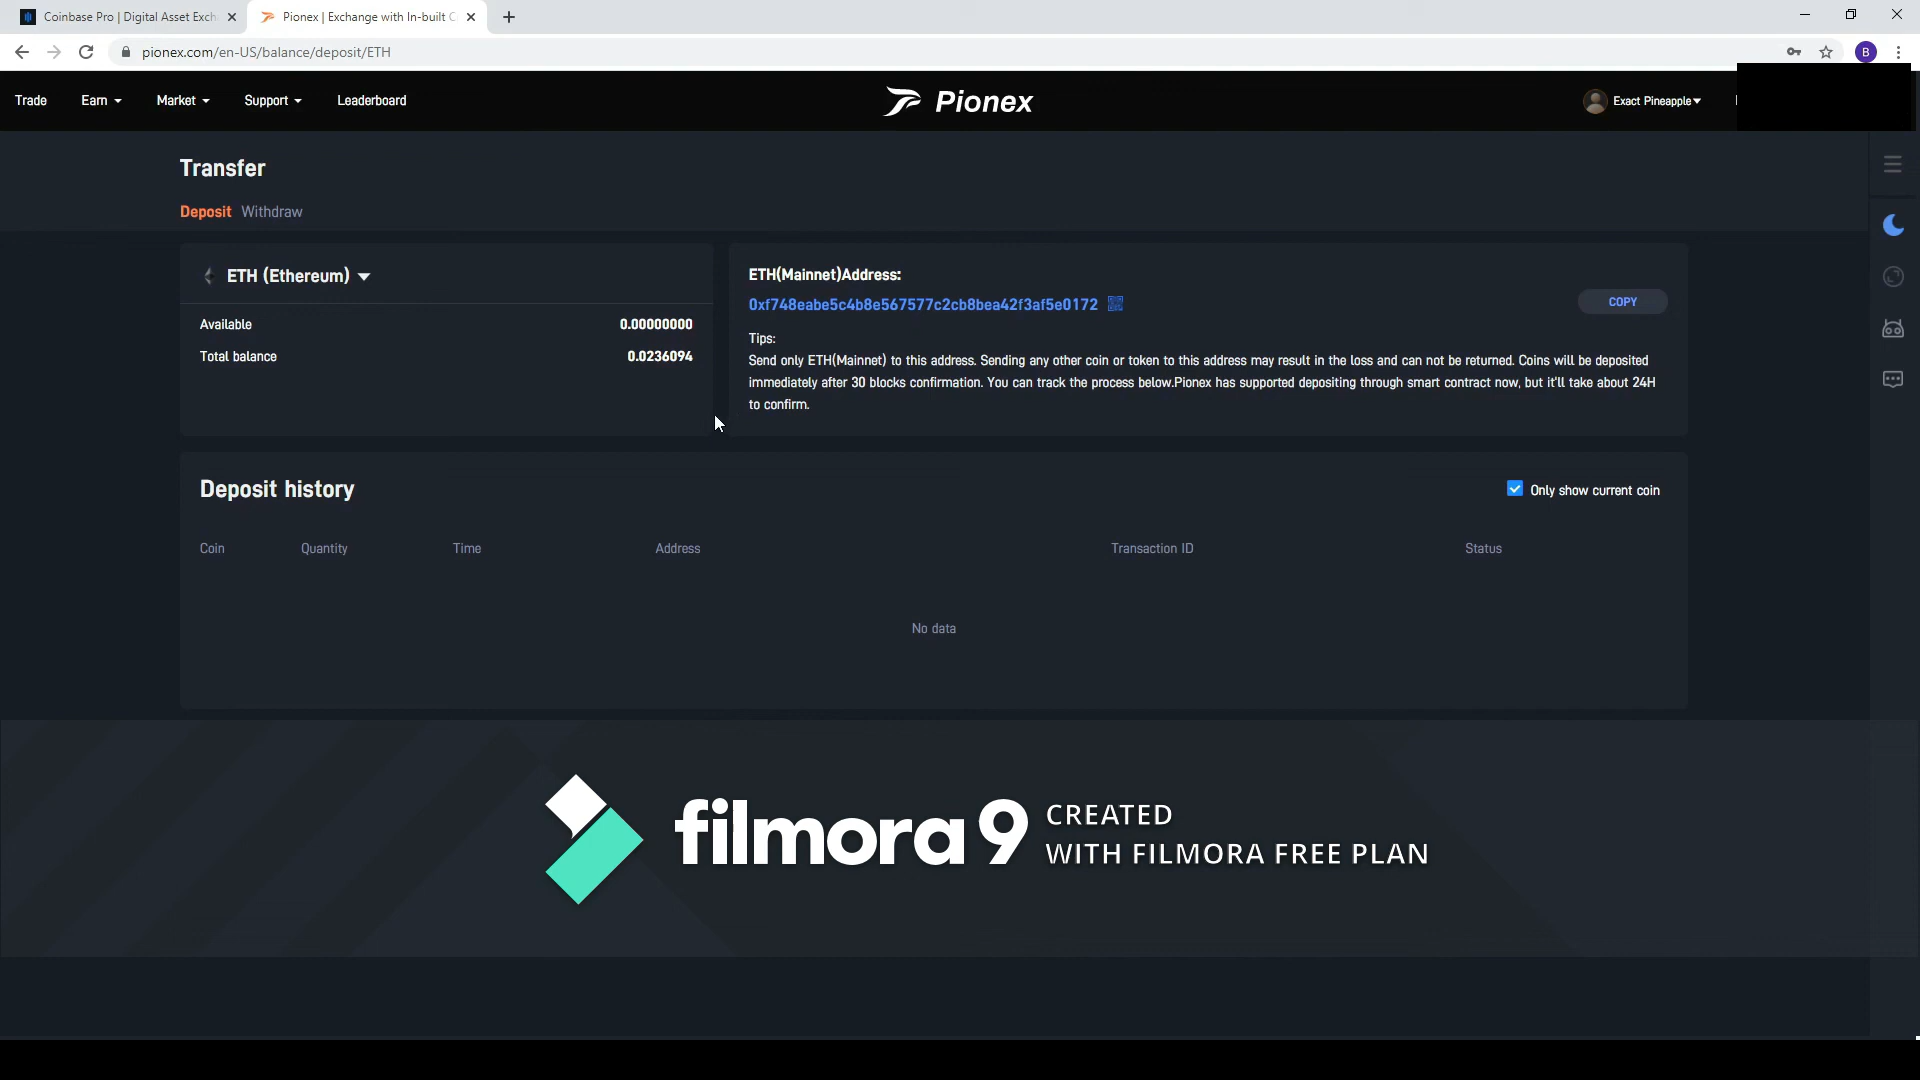 Coinbase Pro | Digital Asset Exch
Pionex | Exchange with In-built C
pionex.com/en-US/balance/deposit/ETH
B
Trade
Earn
Market
Support
Leaderboard
Pionex
Exact Pineapple
Transfer
Deposit
Withdraw
ETH (Ethereum)
Available
0.00000000
Total balance
0.0236094
ETH(Mainnet)Address:
0xf748eabe5c4b8e567577c2cb8bea42f3af5e0172
COPY
Tips:
Send only ETH(Mainnet) to this address. Sending any other coin or token to this address may result in the loss and can not be returned. Coins will be deposited
immediately after 30 blocks confirmation. You can track the process below.Pionex has supported depositing through smart contract now, but it'll take about 24H
to confirm.
Deposit history
Only show current coin
Coin
Quantity
Time
Address
Transaction ID
Status
No data
filmora9
CREATED
WITH FILMORA FREE PLAN